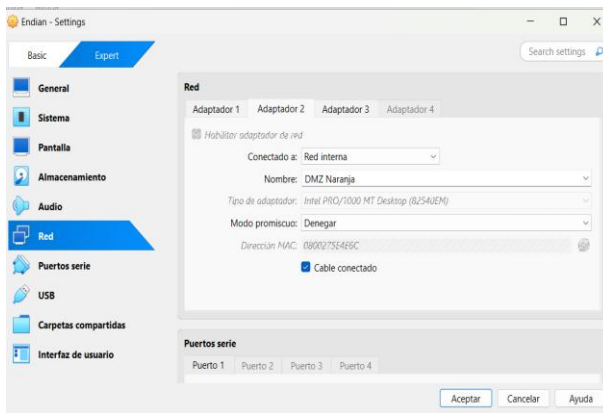 Endian - Settings
Basic Expert Search settings
General
Sistema
Pantalla
Almacenamiento
Audio
Red
Puertos serie
USB
Carpetas compartidas
Interfaz de usuario
Red
Adaptador 1 Adaptador 2 Adaptador 3 Adaptador 4
Habilitar adaptador de red
Conectado a: Red interna
Nombre: DMZ Naranja
Tipo de adaptador: Intel PRO/1000 MT Desktop (82540EM)
Modo promiscuo: Denegar
Dirección MAC: 0800275E4E6C
Cable conectado
Puertos serie
Puerto 1 Puerto 2 Puerto 3 Puerto 4
Aceptar Cancelar Ayuda